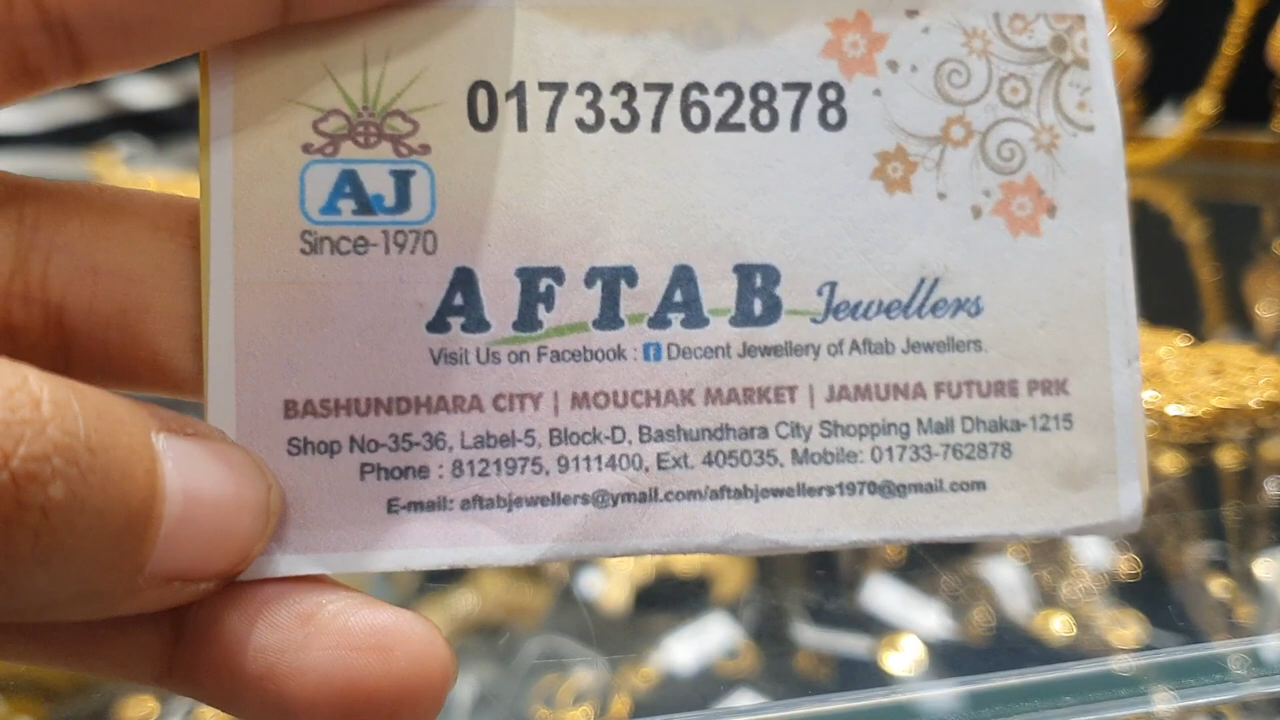 01733762878
AJ
Since-1970
AFTAB Jewellers
Visit Us on Facebook : f Decent Jewellery of Aftab Jewellers.
BASHUNDHARA CITY | MOUCHAK MARKET | JAMUNA FUTURE PRK
Shop No-35-36, Label-5, Block-D, Bashundhara City Shopping Mall Dhaka-1215
Phone : 8121975, 9111400, Ext. 405035, Mobile: 01733-762878
E-mail: aftabjewellers@ymail.com/aftabjewellers1970@gmail.com